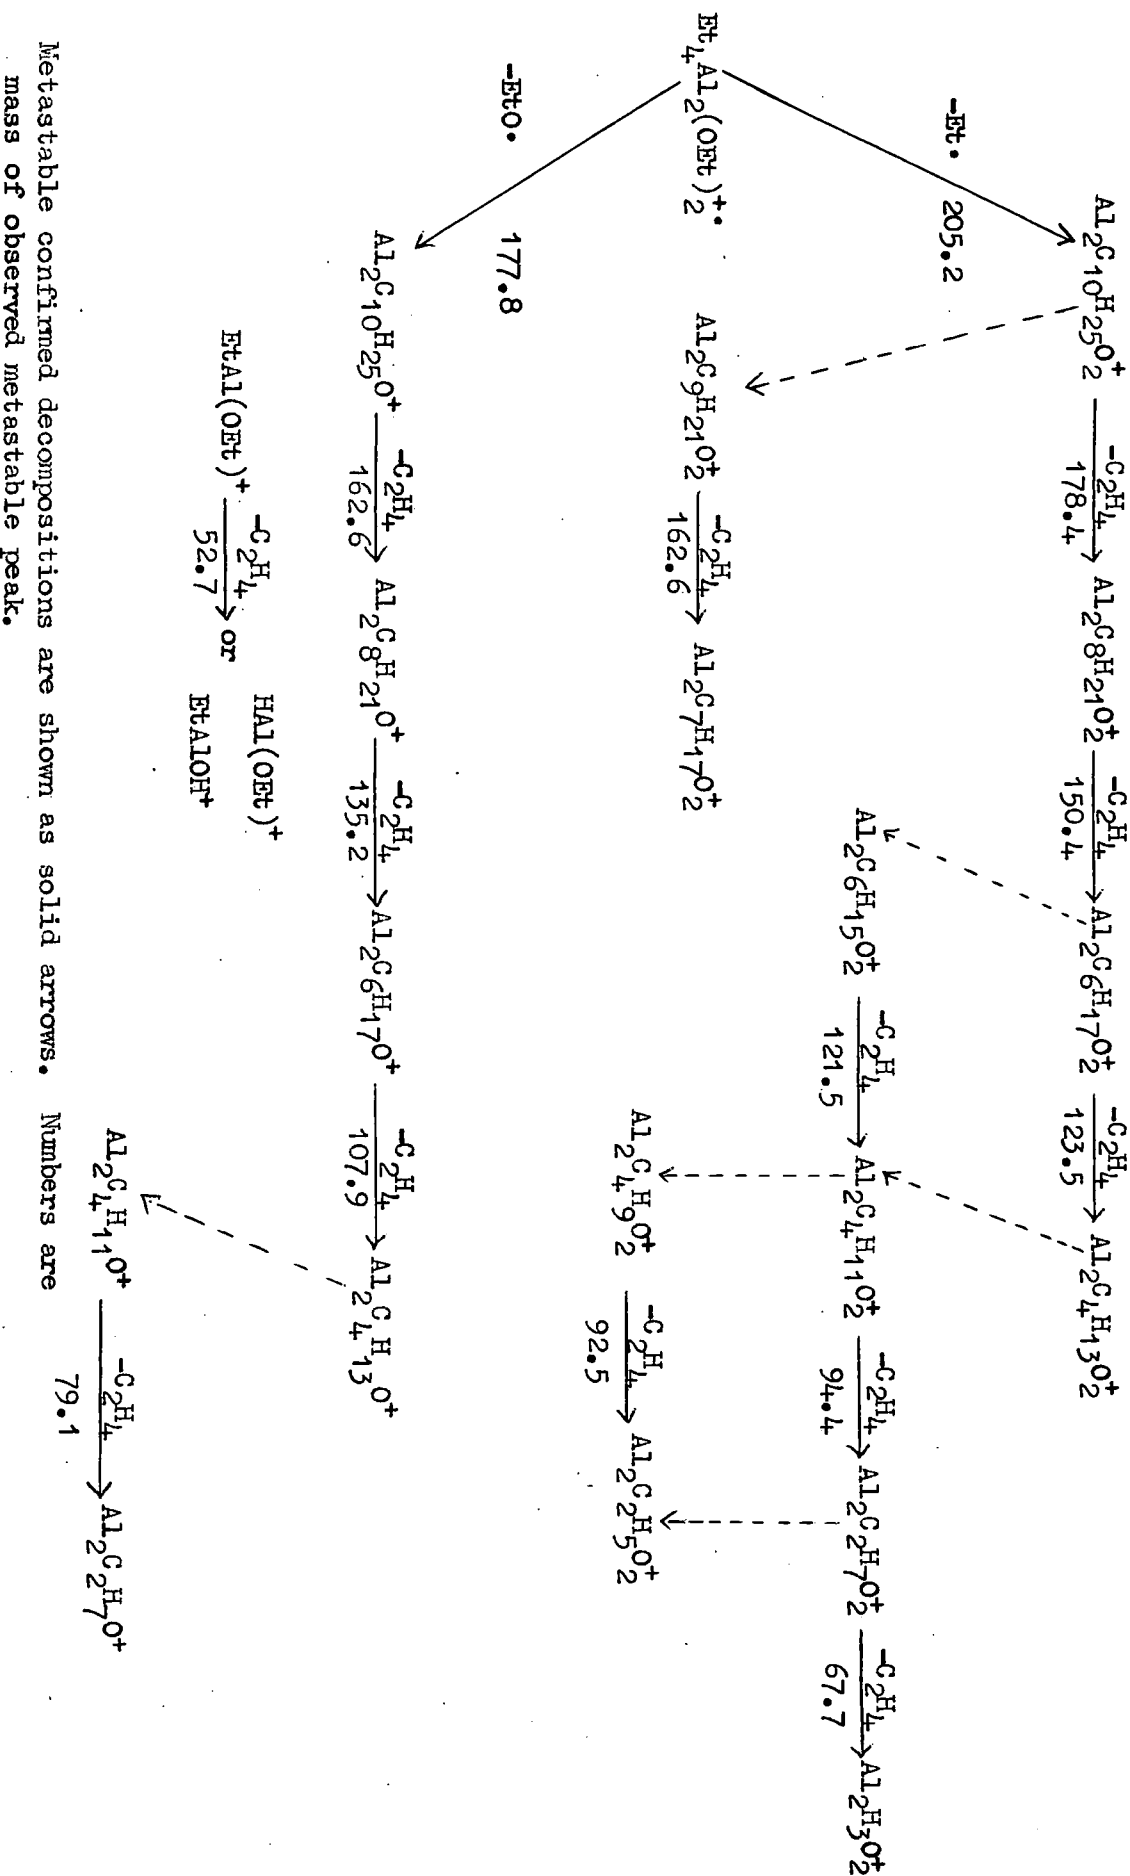 Al2C10H25O2+ -C2H4 178.4 Al2C8H21O2+ -C2H4 150.4 Al2C6H17O2+ -C2H4 123.5 Al2C4H13O2+
-Et• 205.2
Al2C6H15O2+ -C2H4 121.5 Al2C4H11O2+ -C2H4 94.4 Al2C2H7O2+ -C2H4 67.7 Al2H3O2+
Et4Al2(OEt)2+• Al2C9H21O2+ -C2H4 162.6 Al2C7H17O2+
Al2C4H9O2+ -C2H4 92.5 Al2C2H5O2+
-EtO• 177.8
Al2C10H25O+ -C2H4 162.6 Al2C8H21O+ -C2H4 135.2 Al2C6H17O+ -C2H4 107.9 Al2C4H13O+
HAl(OEt)+
EtAl(OEt)+ -C2H4 52.7 or
EtAlOH+
Al2C4H11O+ -C2H4 79.1 Al2C2H7O+
Metastable confirmed decompositions are shown as solid arrows. Numbers are
mass of observed metastable peak.